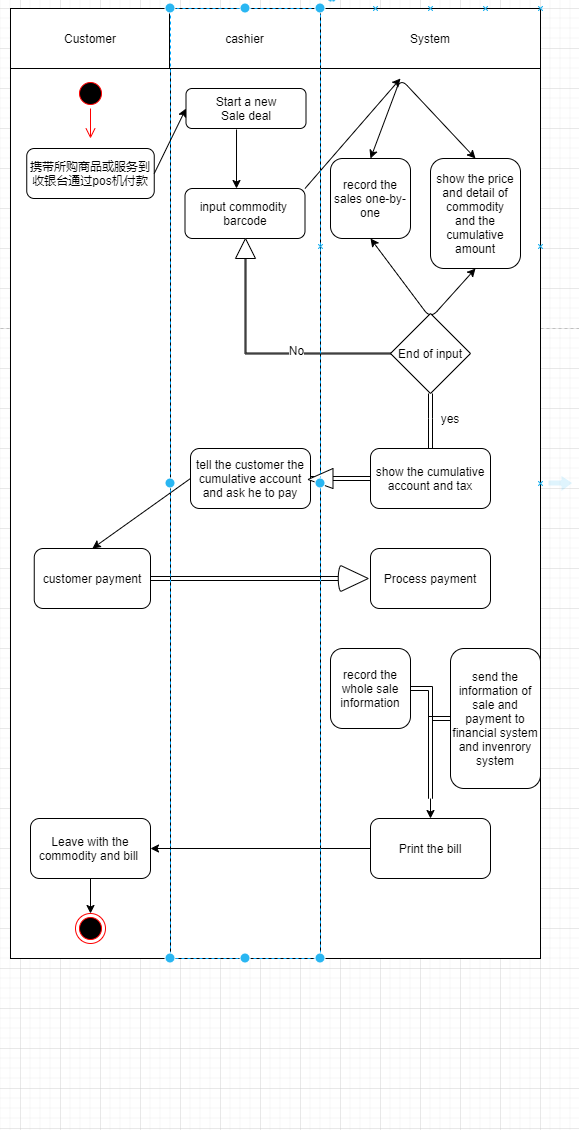 Customer
cashier
System
Start a new
Sale deal
携带所购商品或服务到
收银台通过pos机付款
input commodity
barcode
record the
sales one-by-
one
show the price
and detail of
commodity
and the
cumulative
amount
No
End of input
yes
tell the customer the
cumulative account
and ask he to pay
show the cumulative
account and tax
customer payment
Process payment
record the
whole sale
information
send the
information of
sale and
payment to
financial system
and invenrory
system
Leave with the
commodity and bill
Print the bill